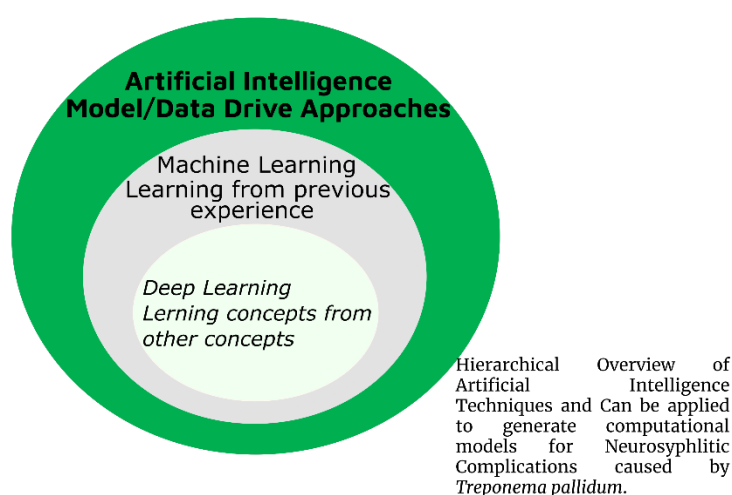 Artificial Intelligence
Model/Data Drive Approaches
Machine Learning
Learning from previous
experience
Deep Learning
Lerning concepts from
other concepts
Hierarchical Overview of
Artificial Intelligence
Techniques and Can be applied
to generate computational
models for Neurosyphlitic
Complications caused by
Treponema pallidum.